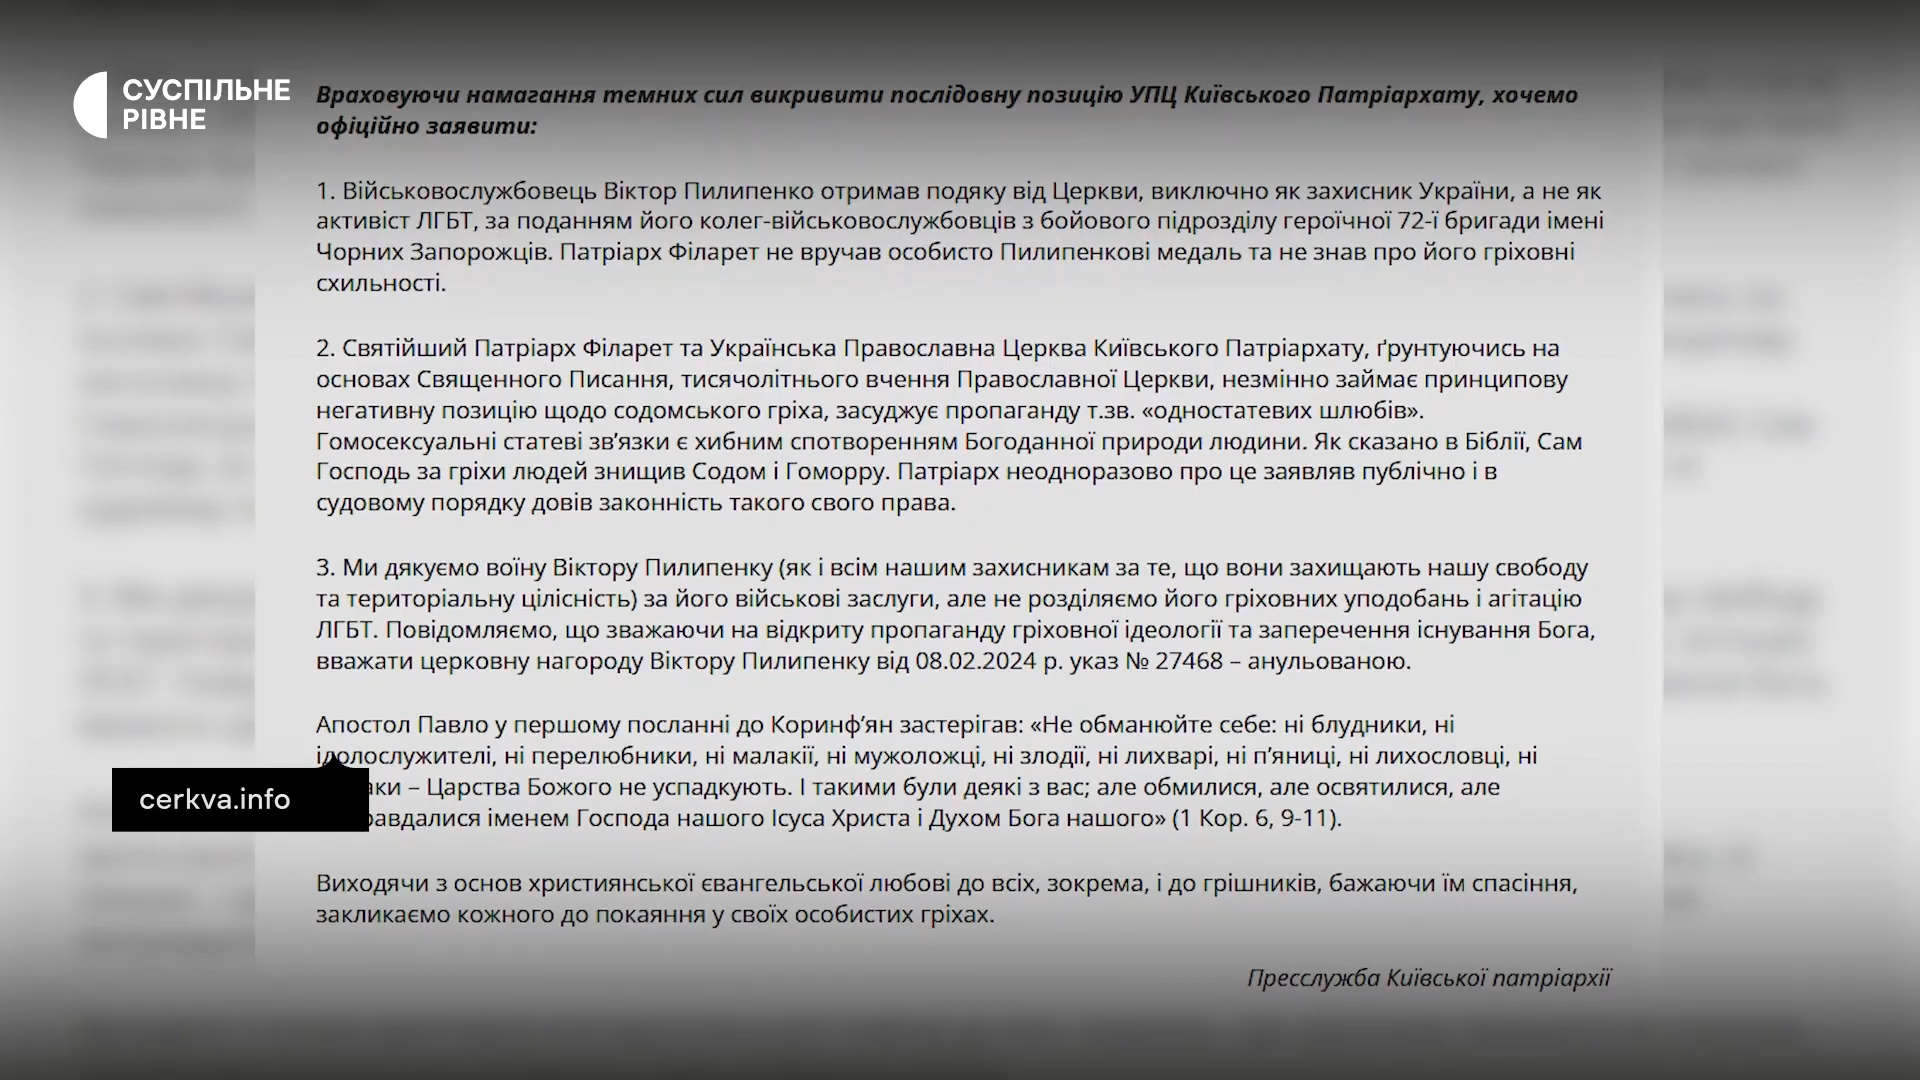 СУСПІЛЬНЕ
РІВНЕ
Враховуючи намагання темних сил викривити послідовну позицію УПЦ Київського Патріархату, хочемо
офіційно заявити:
1. Військовослужбовець Віктор Пилипенко отримав подяку від Церкви, виключно як захисник України, а не як
активіст ЛГБТ, за поданням його колег-військовослужбовців з бойового підрозділу героїчної 72-ї бригади імені
Чорних Запорожців. Патріарх Філарет не вручав особисто Пилипенкові медаль та не знав про його гріховні
схильності.
2. Святійший Патріарх Філарет та Українська Православна Церква Київського Патріархату, ґрунтуючись на
основах Священного Писання, тисячолітнього вчення Православної Церкви, незмінно займає принципову
негативну позицію щодо содомського гріха, засуджує пропаганду т.зв. «одностатевих шлюбів».
Гомосексуальні статеві зв’язки є хибним спотворенням Богоданної природи людини. Як сказано в Біблії, Сам
Господь за гріхи людей знищив Содом і Гоморру. Патріарх неодноразово про це заявляв публічно і в
судовому порядку довів законність такого свого права.
3. Ми дякуємо воїну Віктору Пилипенку (як і всім нашим захисникам за те, що вони захищають нашу свободу
та територіальну цілісність) за його військові заслуги, але не розділяємо його гріховних уподобань і агітацію
ЛГБТ. Повідомляємо, що зважаючи на відкриту пропаганду гріховної ідеології та заперечення існування Бога,
вважати церковну нагороду Віктору Пилипенку від 08.02.2024 р. указ № 27468 – анульованою.
Апостол Павло у першому посланні до Коринф’ян застерігав: «Не обманюйте себе: ні блудники, ні
ідолослужителі, ні перелюбники, ні малакії, ні мужоложці, ні злодії, ні лихварі, ні п’яниці, ні лихословці, ні
– Царства Божого не успадкують. І такими були деякі з вас; але обмилися, але освятилися, але
іменем Господа нашого Ісуса Христа і Духом Бога нашого» (1 Кор. 6, 9-11).
cerkva.info
Виходячи з основ християнської євангельської любові до всіх, зокрема, і до грішників, бажаючи їм спасіння,
закликаємо кожного до покаяння у своїх особистих гріхах.
Пресслужба Київської патріархії